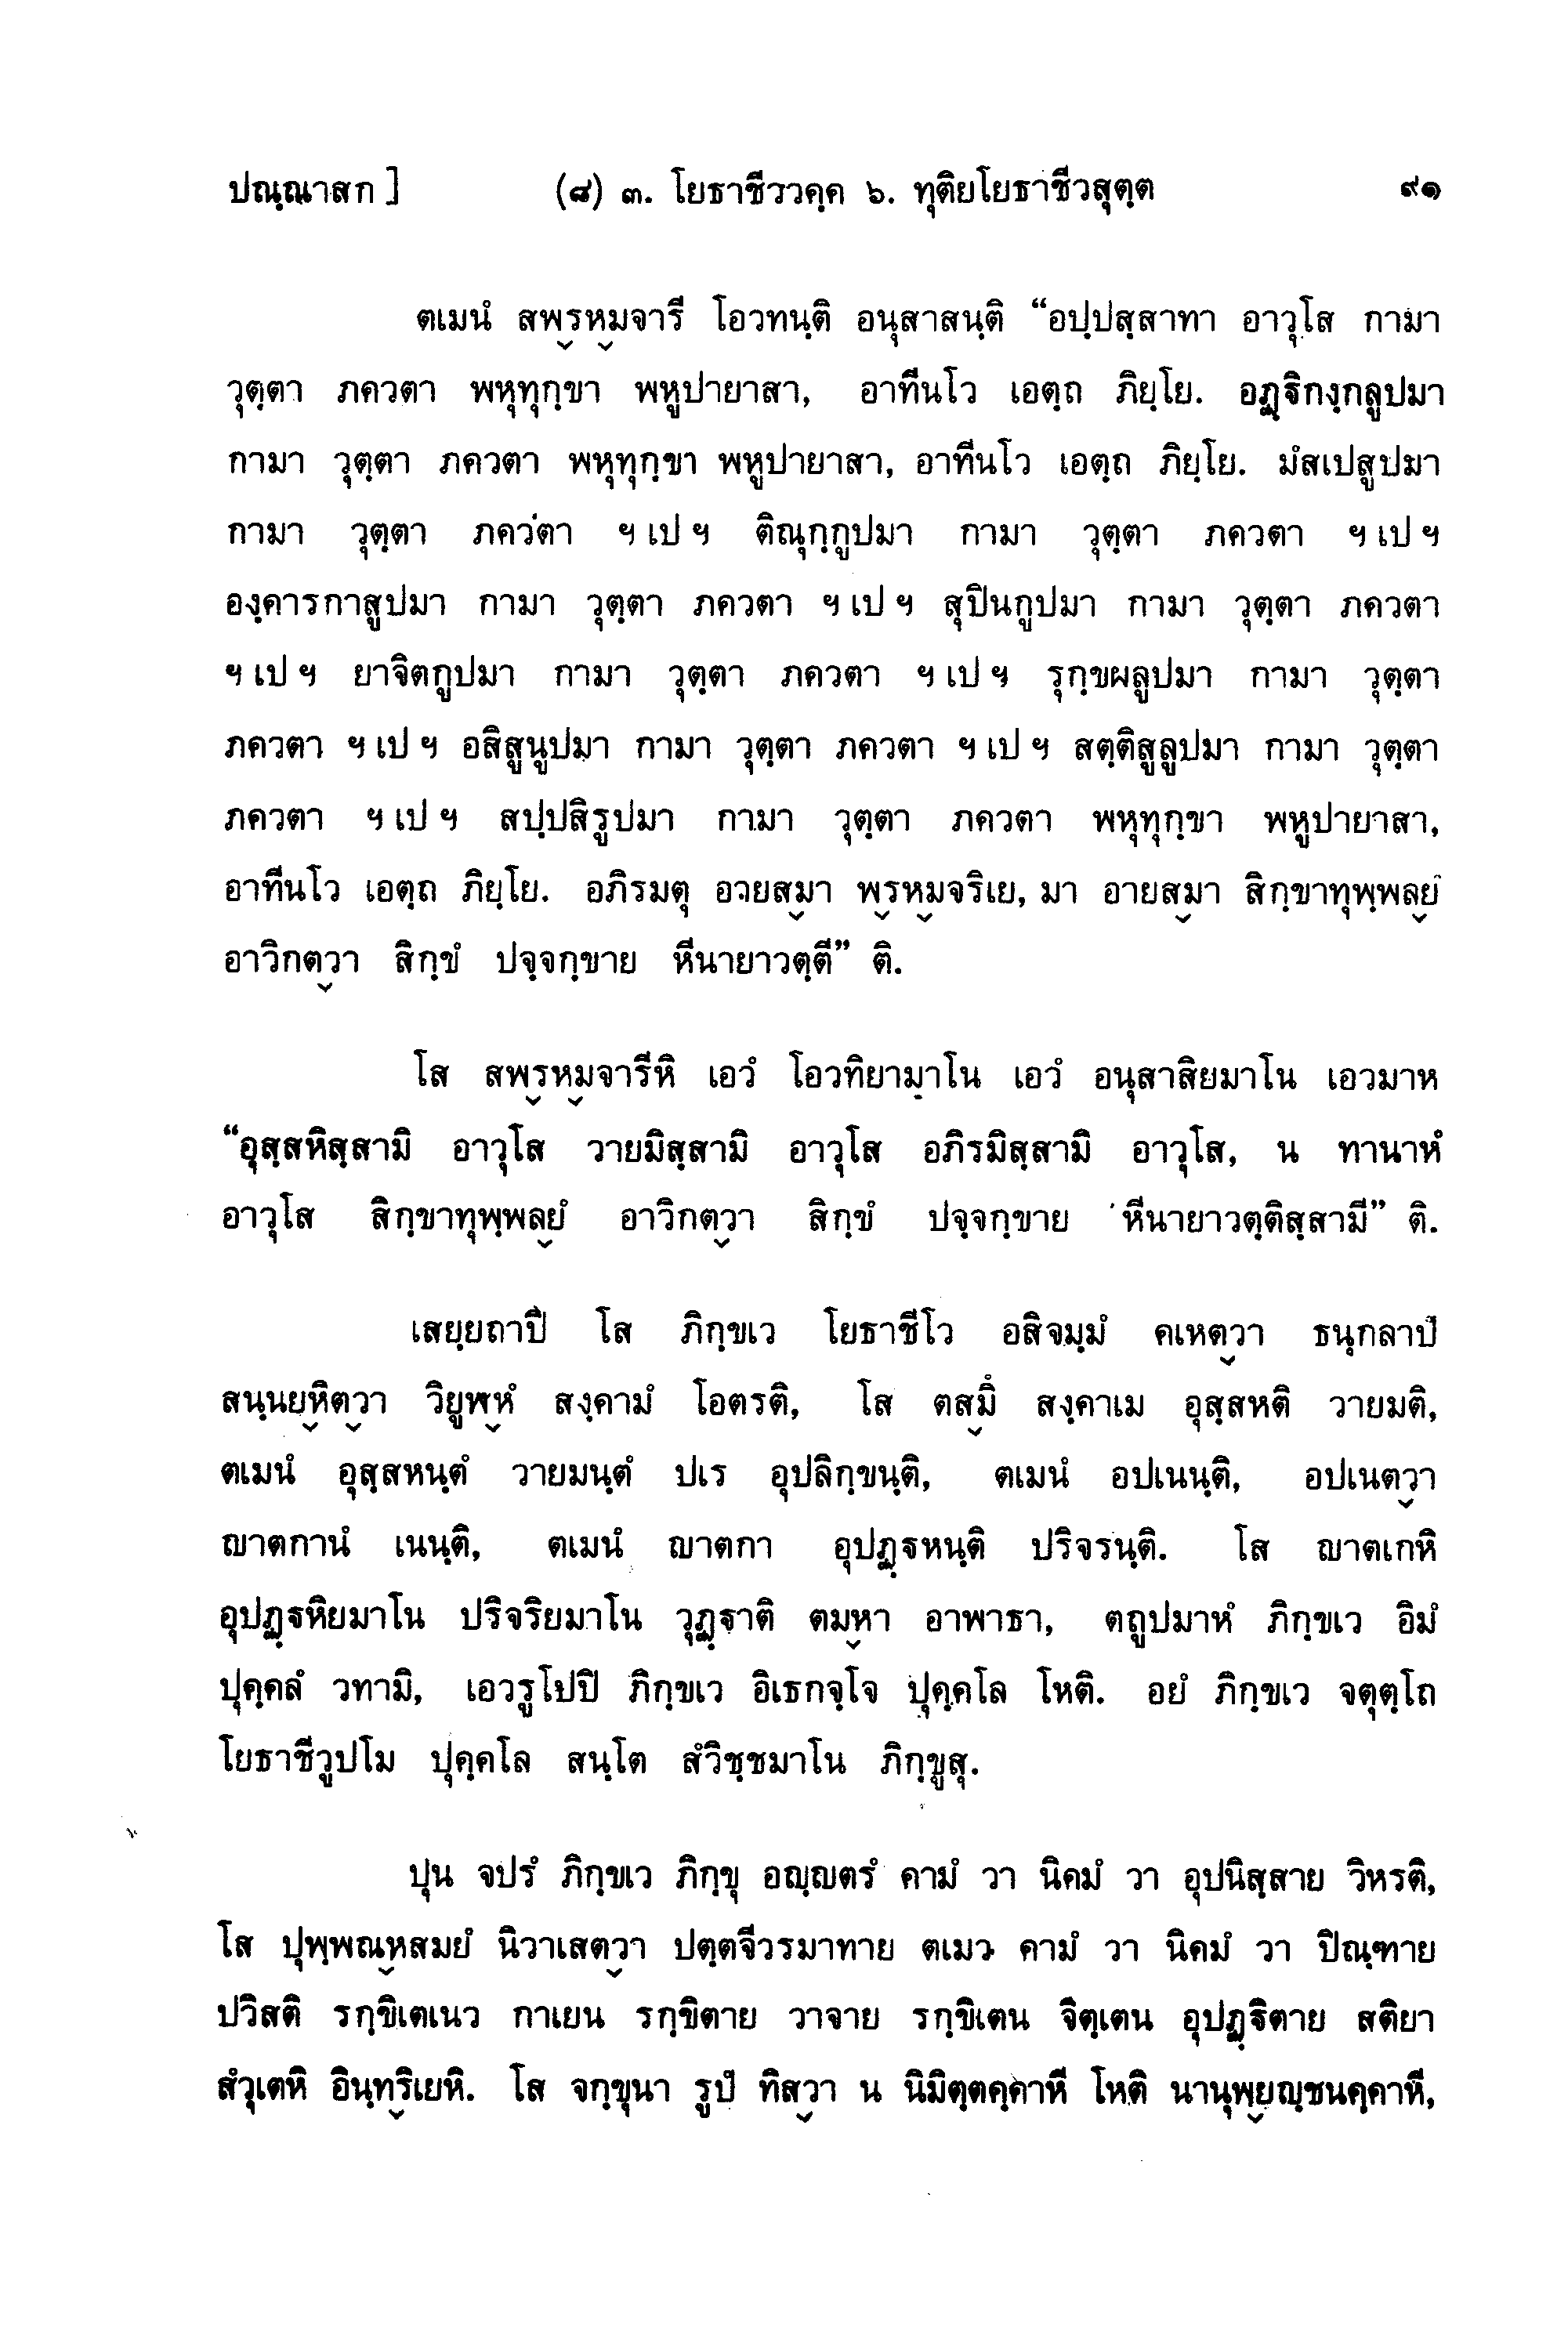 ปณฺณาสก ] (๘) ๓. โยธาชีววคฺค ๖. ทุติยโยธาชีวสุตฺต ๙๑
ตเมนํ สพฺรหฺมจารี โอวทนฺติ อนุสาสนฺติ “อปฺปสฺสาทา อาวุโส กามา
วุตฺตา ภควตา พหุทุกฺขา พหูปายาสา, อาทีนโว เอตฺถ ภิยฺโย. อฏฺฐิกงฺกลูปมา
กามา วุตฺตา ภควตา พหุทุกฺขา พหูปายาสา, อาทีนโว เอตฺถ ภิยฺโย. มํสเปสูปมา
กามา วุตฺตา ภควตา ฯ เป ฯ ติณุกฺกูปมา กามา วุตฺตา ภควตา ฯ เป ฯ
องฺคารกาสูปมา กามา วุตฺตา ภควตา ฯ เป ฯ สุปินกูปมา กามา วุตฺตา ภควตา
ฯ เป ฯ ยาจิตกูปมา กามา วุตฺตา ภควตา ฯ เป ฯ รุกฺขผลูปมา กามา วุตฺตา
ภควตา ฯ เป ฯ อสิสูนูปมา กามา วุตฺตา ภควตา ฯ เป ฯ สตฺติสูลูปมา กามา วุตฺตา
ภควตา ฯ เป ฯ สปฺปสิรูปมา กามา วุตฺตา ภควตา พหุทุกฺขา พหูปายาสา,
อาทีนโว เอตฺถ ภิยฺโย. อภิรมตุ อายสฺมา พฺรหฺมจริเย, มา อายสฺมา สิกฺขาทุพฺพลฺยํ
อาวิกตฺวา สิกฺขํ ปจฺจกฺขาย หีนายาวตฺตี” ติ.
โส สพฺรหฺมจารีหิ เอวํ โอวทิยามาโน เอวํ อนุสาสิยมาโน เอวมาห
“อุสฺสหิสฺสามิ อาวุโส วายมิสฺสามิ อาวุโส อภิรมิสฺสามิ อาวุโส, น ทานาหํ
อาวุโส สิกฺขาทุพฺพลฺยํ อาวิกตฺวา สิกฺขํ ปจฺจกฺขาย หีนายาวตฺติสฺสามี” ติ.
เสยฺยถาปิ โส ภิกฺขเว โยธาชีโว อสิจมฺมํ คเหตฺวา ธนุกลาปํ
สนฺนยฺหิตฺวา วิยูฬฺหํ สงฺคามํ โอตรติ, โส ตสฺมึ สงฺคาเม อุสฺสหติ วายมติ,
ตเมนํ อุสฺสหนฺตํ วายมนฺตํ ปเร อุปลิกฺขนฺติ, ตเมนํ อปเนนฺติ, อปเนตฺวา
ญาตกานํ เนนฺติ, ตเมนํ ญาตกา อุปฏฺฐหนฺติ ปริจรนฺติ. โส ญาตเกหิ
อุปฏฺฐหิยมาโน ปริจริยมาโน วุฏฺฐาติ ตมฺหา อาพาธา, ตถูปมาหํ ภิกฺขเว อิมํ
ปุคฺคลํ วทามิ, เอวรูโปปิ ภิกฺขเว อิเธกจฺโจ ปุคฺคโล โหติ. อยํ ภิกฺขเว จตุตฺโถ
โยธาชีวูปโม ปุคฺคโล สนฺโต สํวิชฺชมาโน ภิกฺขูสุ.
ปุน จปรํ ภิกฺขเว ภิกฺขุ อญฺญตรํ คามํ วา นิคมํ วา อุปนิสฺสาย วิหรติ,
โส ปุพฺพณฺหสมยํ นิวาเสตฺวา ปตฺตจีวรมาทาย ตเมว คามํ วา นิคมํ วา ปิณฺฑาย
ปวิสติ รกฺขิเตเนว กาเยน รกฺขิตาย วาจาย รกฺขิเตน จิตฺเตน อุปฏฺฐิตาย สติยา
สํวุเตหิ อินฺทฺริเยหิ. โส จกฺขุนา รูปํ ทิสฺวา น นิมิตฺตคฺคาหี โหติ นานุพฺยญฺชนคฺคาหี,